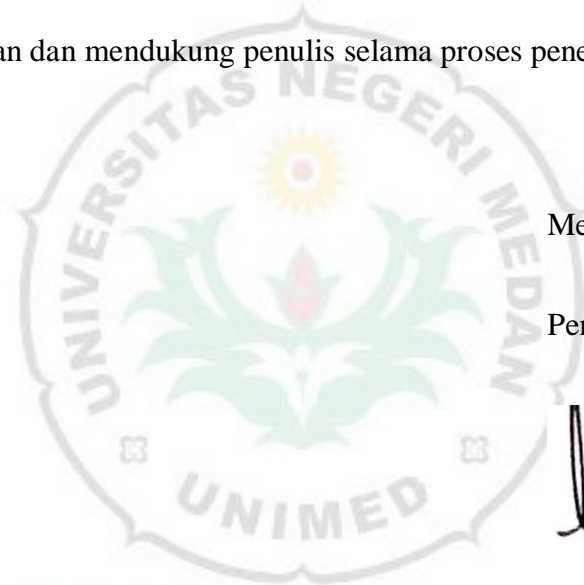 an dan mendukung penulis selama proses pene
UNIVERSITAS NEGERI MEDAN
Me
Per
UNIMED